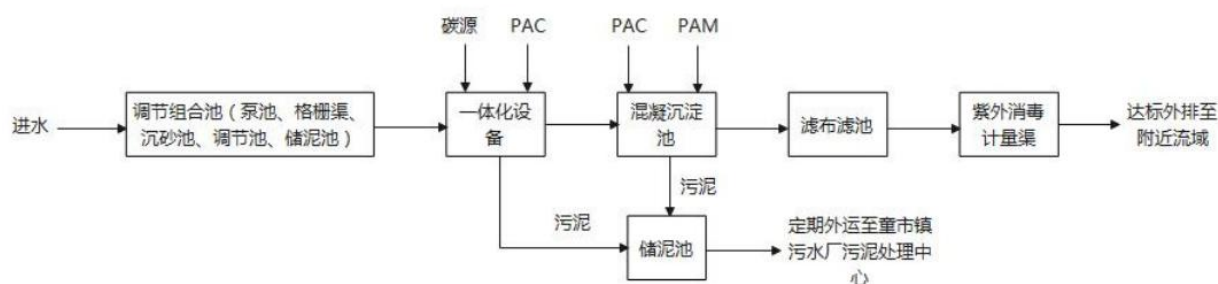 碳源
PAC
PAC
PAM
进水
调节组合池（泵池、格栅渠、
沉砂池、调节池、储泥池）
一体化设
备
混凝沉淀
池
滤布滤池
紫外消毒
计量渠
达标外排至
附近流域
污泥
污泥
储泥池
定期外运至童市镇
污水厂污泥处理中
心